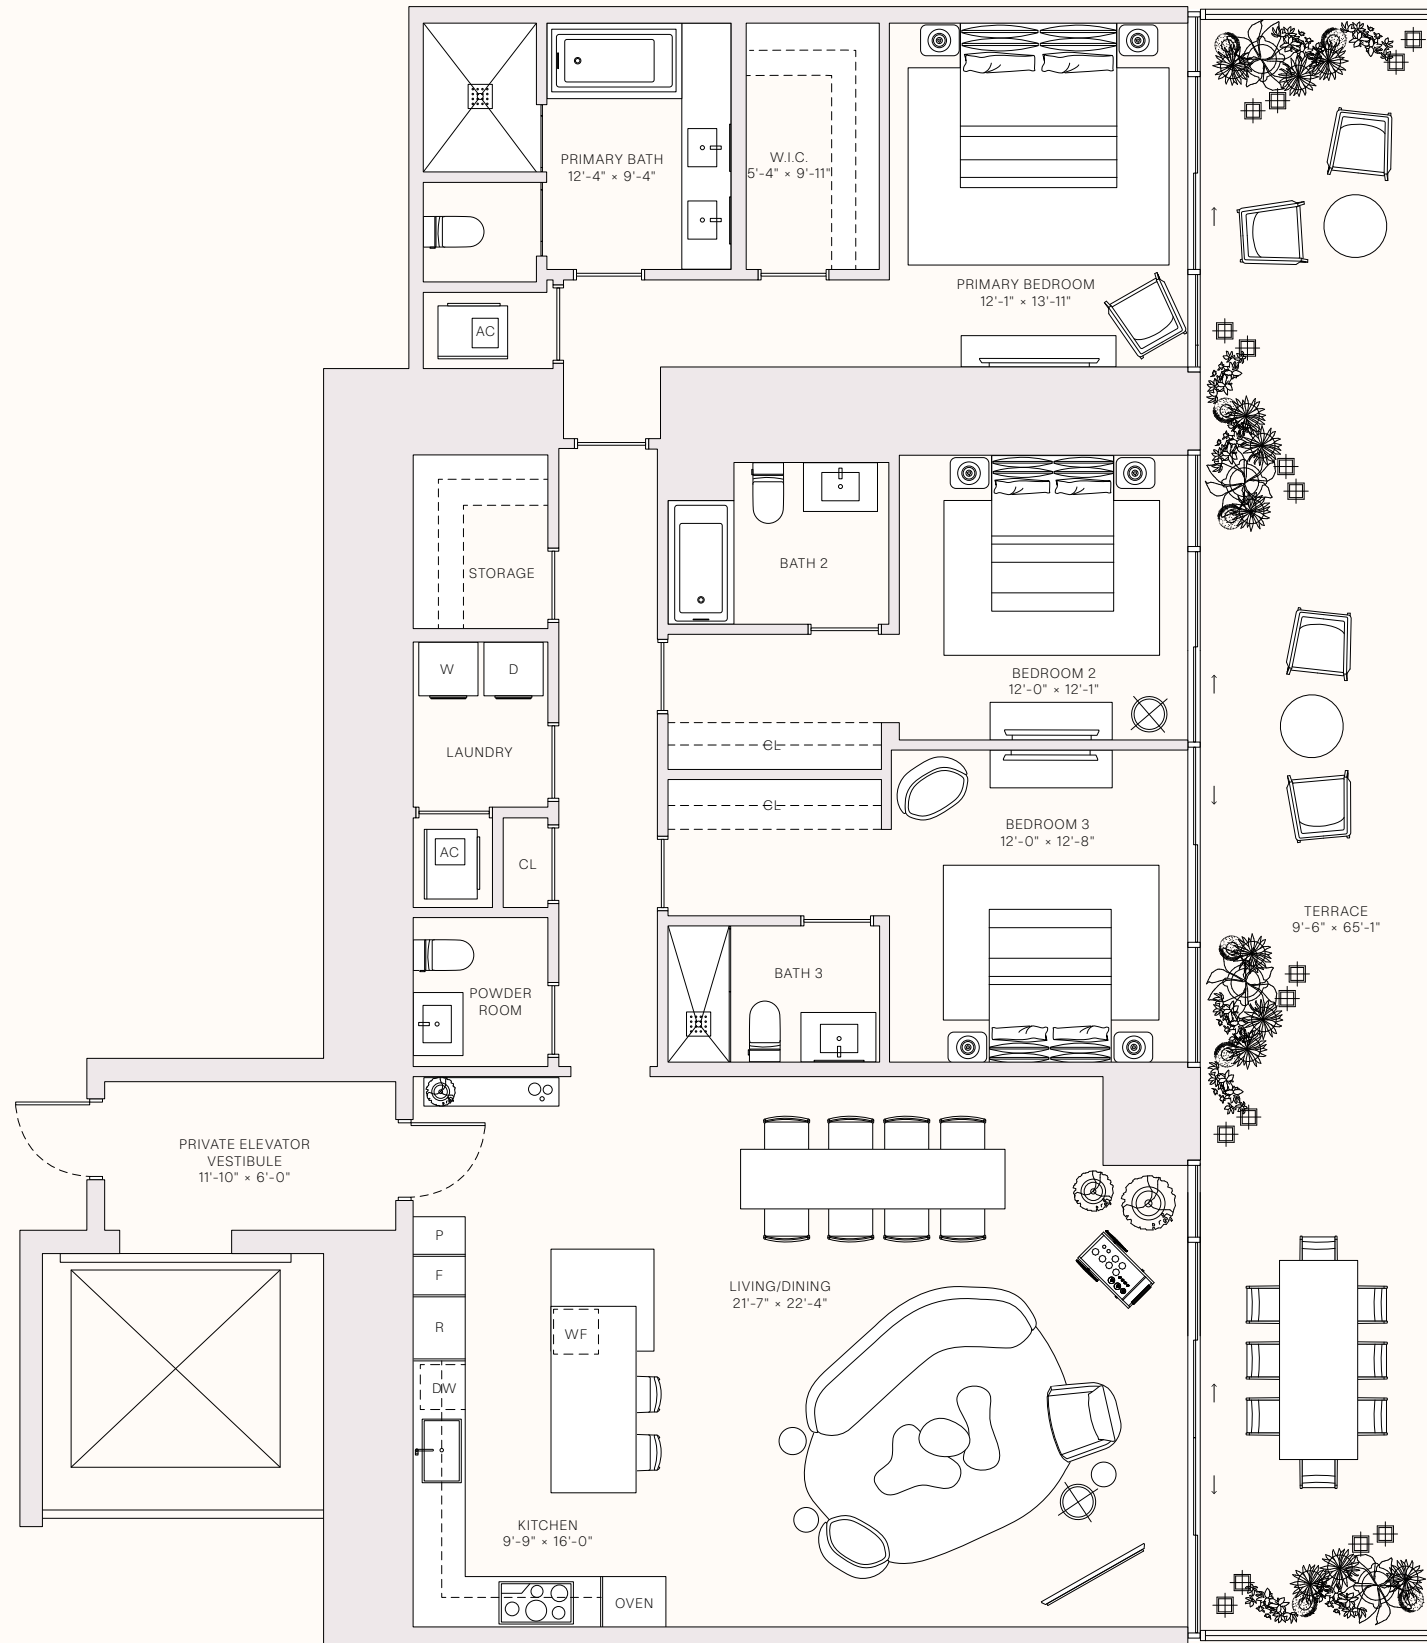 PRIMARY BATH
12'-4" × 9'-4"
W.I.C.
5'-4" × 9'-11"
PRIMARY BEDROOM
12'-1" × 13'-11"
AC
STORAGE
BATH 2
W
D
BEDROOM 2
12'-0" × 12'-1"
LAUNDRY
CL
CL
BEDROOM 3
12'-0" × 12'-8"
AC
CL
TERRACE
9'-6" × 65'-1"
BATH 3
POWDER
ROOM
PRIVATE ELEVATOR
VESTIBULE
11'-10" × 6'-0"
P
F
R
LIVING/DINING
21'-7" × 22'-4"
WF
DW
KITCHEN
9'-9" × 16'-0"
OVEN